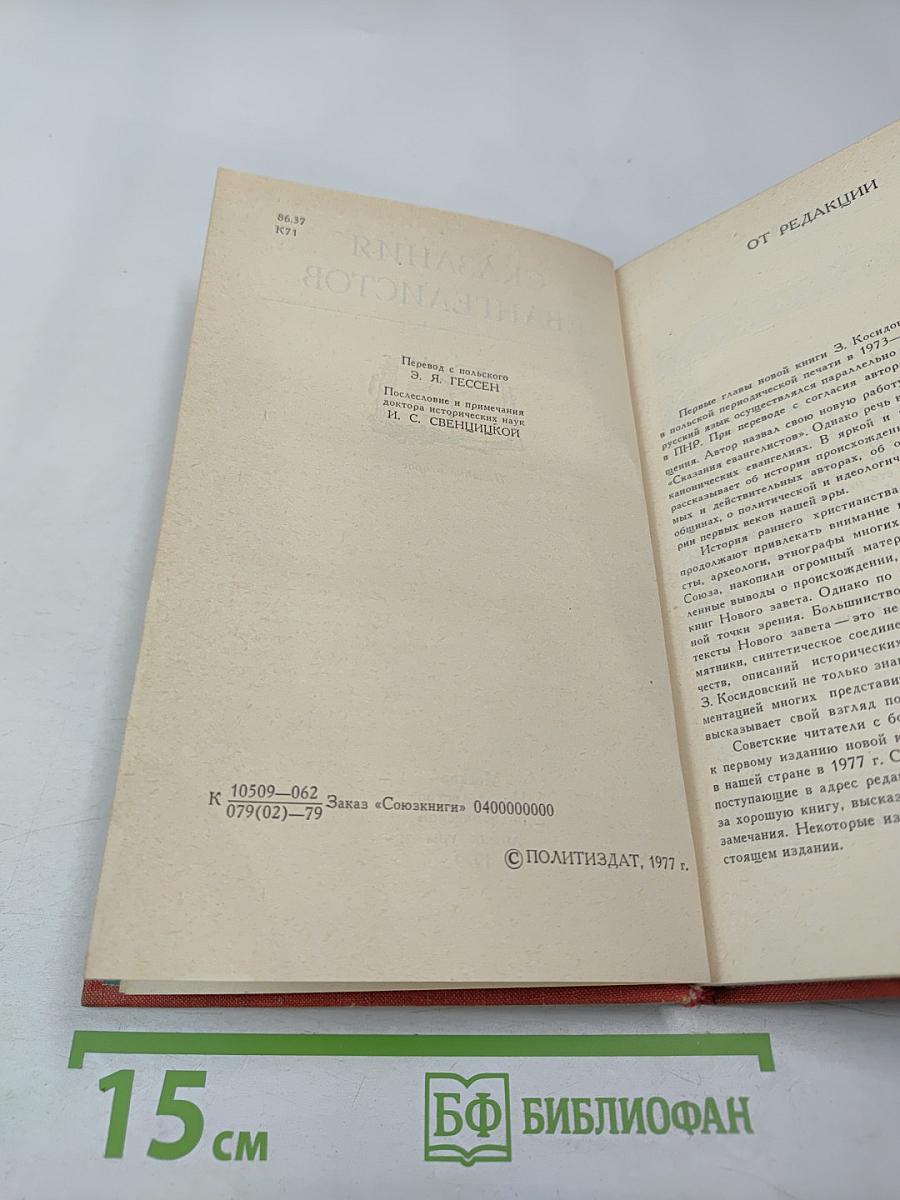 86.37
К71
СКАЗАНИЯ
ЕВАНГЕЛИСТОВ
Перевод с польского
Э. Я. ГЕССЕН
Послесловие и примечания
доктора исторических наук
И. С. СВЕНЦИЦКОЙ
К 10509—062
079(02)—79 Заказ «Союзкниги» 0400000000
© ПОЛИТИЗДАТ, 1977 г.
ОТ РЕДАКЦИИ
Первые главы новой книги З. Косидов
в польской периодической печати в 1973—
русский язык осуществлялся параллельно
в ПНР. При переводе с согласия автор
щения. Автор назвал свою новую работу
«Сказания евангелистов». Однако речь
канонических евангелиях. В яркой и
рассказывает об истории происхожден
мых и действительных авторах, об о
общинах, о политической и идеологич
рии первых веков нашей эры.
История раннего христианства
продолжают привлекать внимание
сты, археологи, этнографы многих
Союза, накопили огромный матер
ленные выводы о происхождении,
книг Нового завета. Однако по
ной точки зрения. Большинство
тексты Нового завета — это не
мятники, синтетическое соедине
честв, описаний исторических
З. Косидовский не только знак
ментацией многих представи
высказывает свой взгляд по
Советские читатели с бо
к первому изданию новой к
в нашей стране в 1977 г. С
поступающие в адрес редак
за хорошую книгу, высказ
замечания. Некоторые из
стоящем издании.
15 см
БФ БИБЛИОФАН